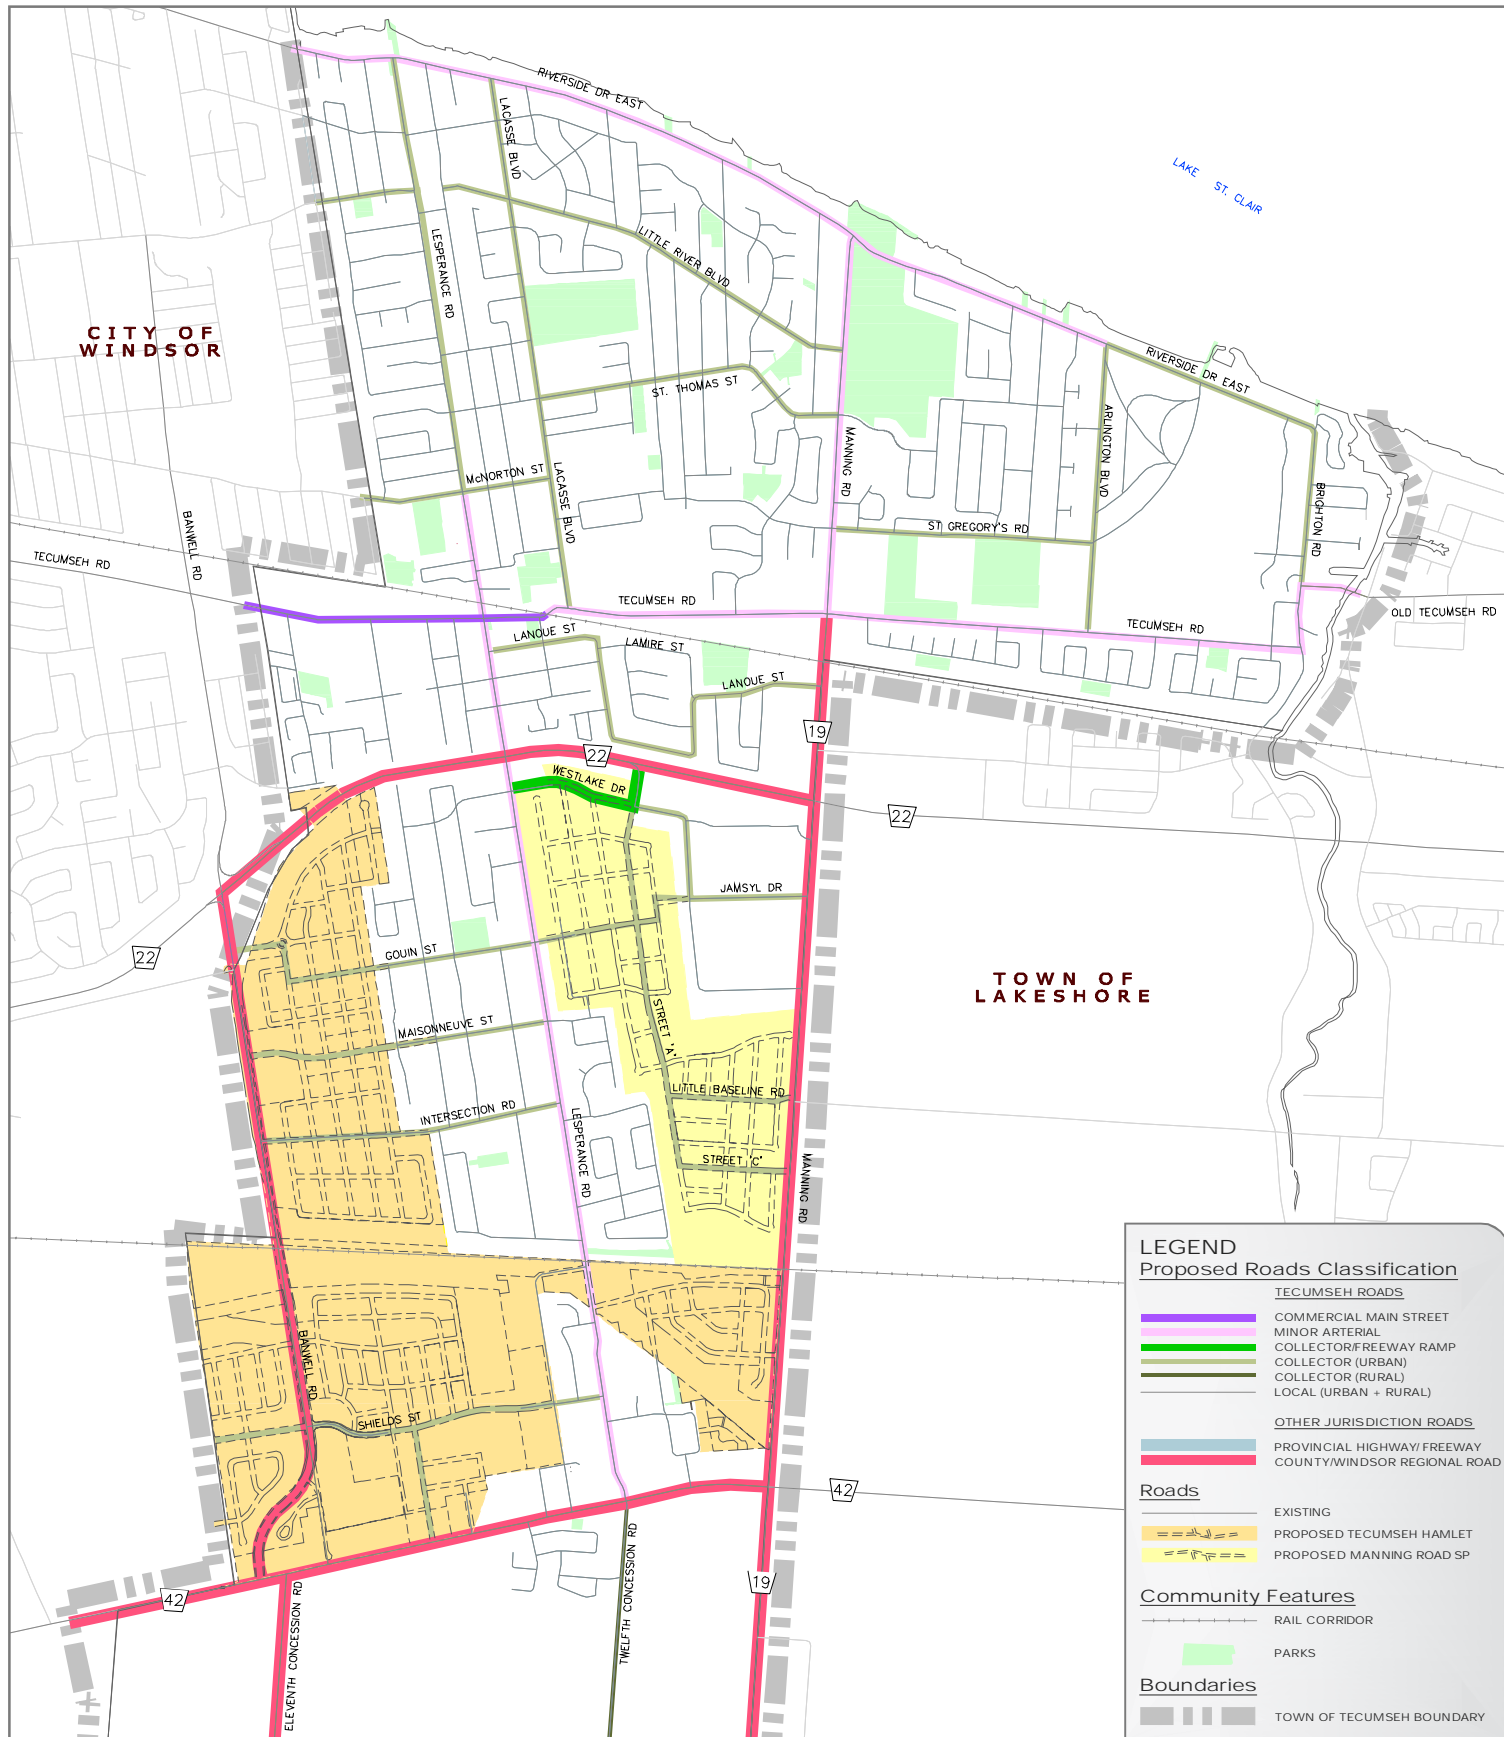 RIVERSIDE DR EAST
LACASSE BLVD
LAKE ST. CLAIR
LITTLE RIVER BLVD
LESPERANCE RD
CITY OF
WINDSOR
RIVERSIDE DR EAST
ST. THOMAS ST
ARLINGTON BLVD
MANNING RD
McNORTON ST
LACASSE BLVD
BRIGHTON RD
BANWELL RD
ST GREGORY'S RD
TECUMSEH RD
TECUMSEH RD
OLD TECUMSEH RD
TECUMSEH RD
LANOUE ST
LAMIRE ST
LANOUE ST
19
22
WESTLAKE DR
22
JAMSYL DR
22
GOUIN ST
TOWN OF
LAKESHORE
STREET 'A'
MAISONNEUVE ST
LITTLE BASELINE RD
INTERSECTION RD
LESPERANCE RD
STREET 'C'
MANNING RD
BANWELL RD
SHIELDS ST
42
42
19
TWELFTH CONCESSION RD
ELEVENTH CONCESSION RD
LEGEND
Proposed Roads Classification
TECUMSEH ROADS
COMMERCIAL MAIN STREET
MINOR ARTERIAL
COLLECTOR/FREEWAY RAMP
COLLECTOR (URBAN)
COLLECTOR (RURAL)
LOCAL (URBAN + RURAL)
OTHER JURISDICTION ROADS
PROVINCIAL HIGHWAY/FREEWAY
COUNTY/WINDSOR REGIONAL ROAD
Roads
EXISTING
PROPOSED TECUMSEH HAMLET
PROPOSED MANNING ROAD SP
Community Features
RAIL CORRIDOR
PARKS
Boundaries
TOWN OF TECUMSEH BOUNDARY